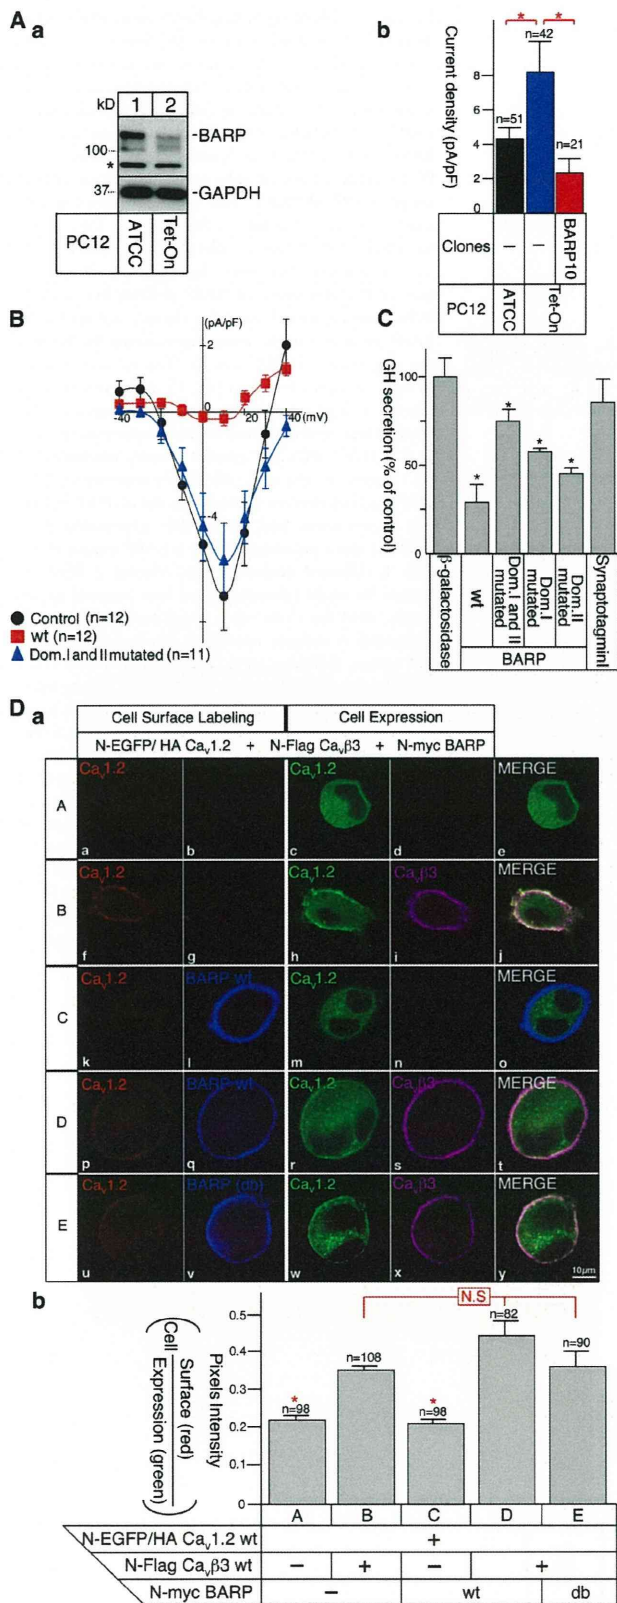 A
a
kD 1 2
-BARP
100
*
37
-GAPDH
PC12 ATCC Tet-On
b
Current density (pA/pF)
8
6
4
2
0
n=51
*
n=42
*
n=21
Clones – – BARP10
PC12 ATCC Tet-On
B
(pA/pF)
2
-40
0
20
40 (mV)
-4
Control (n=12)
wt (n=12)
Dom.I and II mutated (n=11)
C
GH secretion (% of control)
100
50
0
*
*
*
*
β-galactosidase
wt
Dom.I and II mutated
Dom.I mutated
Dom.II mutated
SynaptotagminI
BARP
D a
Cell Surface Labeling Cell Expression
N-EGFP/ HA Cav1.2 + N-Flag Cavβ3 + N-myc BARP
A
Cav1.2 Cav1.2 MERGE
a b c d e
B
Cav1.2 Cav1.2 Cavβ3 MERGE
f g h i j
C
Cav1.2 BARP wt Cav1.2 MERGE
k l m n o
D
Cav1.2 BARP wt Cav1.2 Cavβ3 MERGE
p q r s t
E
Cav1.2 BARP (db) Cav1.2 Cavβ3 MERGE
u v w x y
10µm
b
Cell Surface (red)
Expression (green)
Pixels Intensity
0.5
0.4
0.3
0.2
0.1
0
N.S
*
n=98
n=108
*
n=98
n=82
n=90
A B C D E
N-EGFP/HA Cav1.2 wt +
N-Flag Cavβ3 wt – + – +
N-myc BARP – wt db